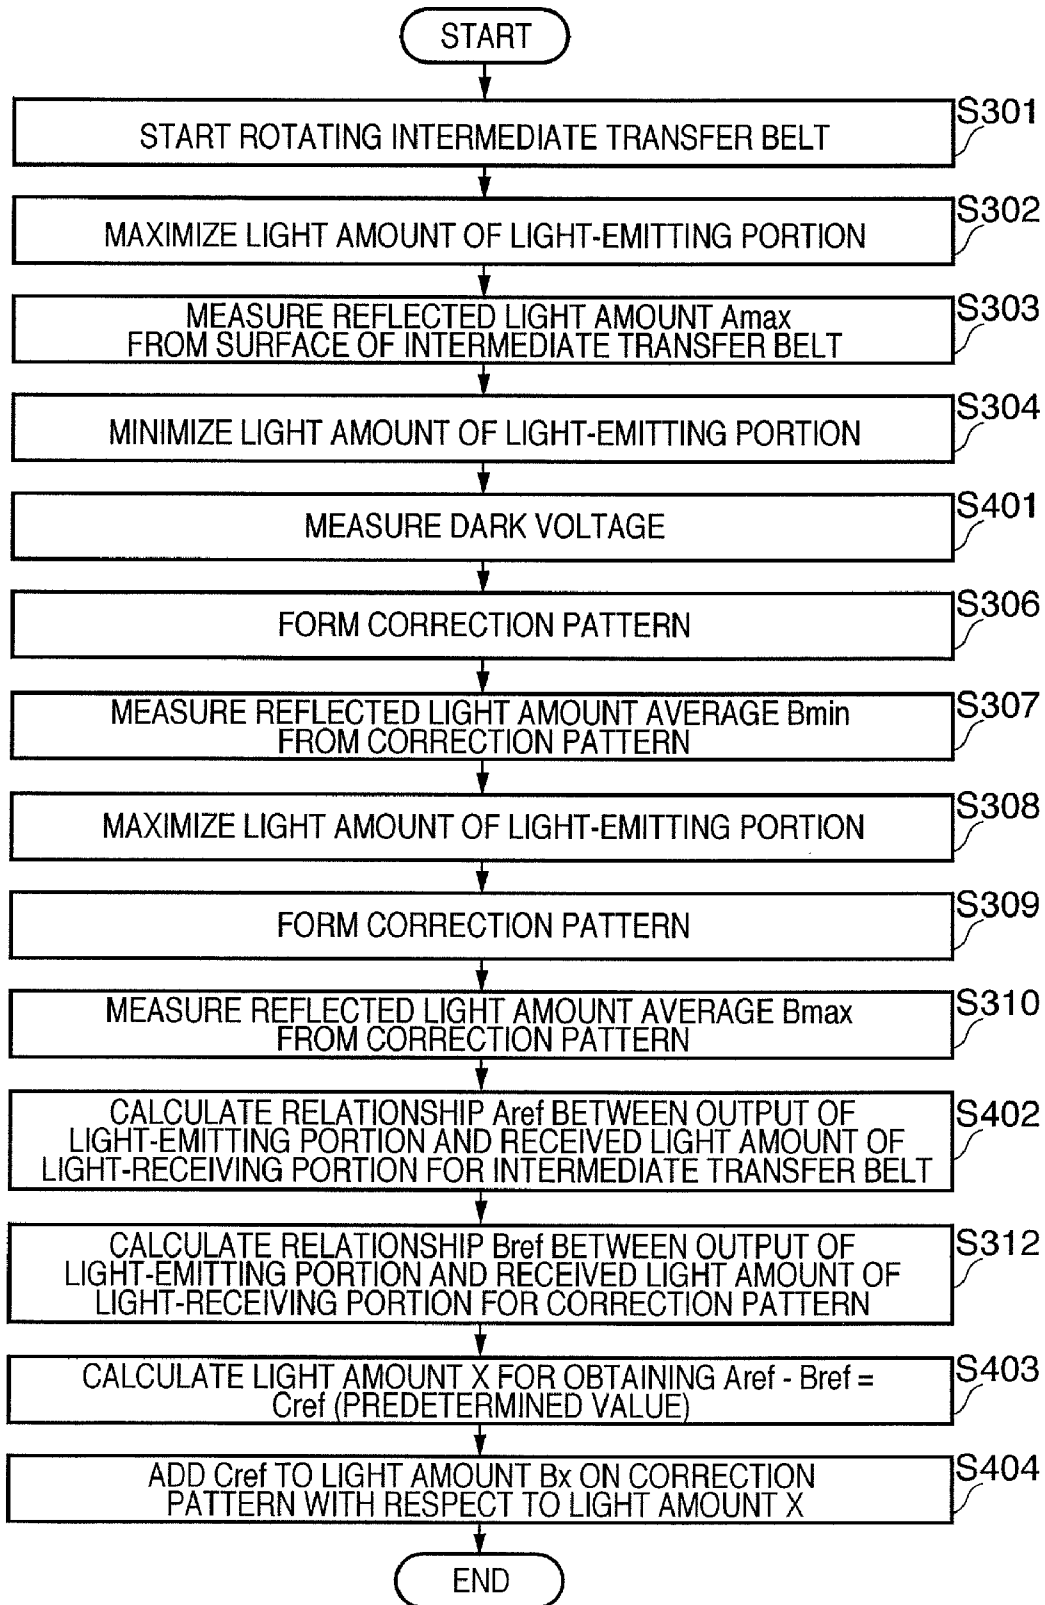 START
S301
START ROTATING INTERMEDIATE TRANSFER BELT
S302
MAXIMIZE LIGHT AMOUNT OF LIGHT-EMITTING PORTION
S303
MEASURE REFLECTED LIGHT AMOUNT Amax
FROM SURFACE OF INTERMEDIATE TRANSFER BELT
S304
MINIMIZE LIGHT AMOUNT OF LIGHT-EMITTING PORTION
S401
MEASURE DARK VOLTAGE
S306
FORM CORRECTION PATTERN
S307
MEASURE REFLECTED LIGHT AMOUNT AVERAGE Bmin
FROM CORRECTION PATTERN
S308
MAXIMIZE LIGHT AMOUNT OF LIGHT-EMITTING PORTION
S309
FORM CORRECTION PATTERN
S310
MEASURE REFLECTED LIGHT AMOUNT AVERAGE Bmax
FROM CORRECTION PATTERN
S402
CALCULATE RELATIONSHIP Aref BETWEEN OUTPUT OF
LIGHT-EMITTING PORTION AND RECEIVED LIGHT AMOUNT OF
LIGHT-RECEIVING PORTION FOR INTERMEDIATE TRANSFER BELT
S312
CALCULATE RELATIONSHIP Bref BETWEEN OUTPUT OF
LIGHT-EMITTING PORTION AND RECEIVED LIGHT AMOUNT OF
LIGHT-RECEIVING PORTION FOR CORRECTION PATTERN
S403
CALCULATE LIGHT AMOUNT X FOR OBTAINING Aref - Bref =
Cref (PREDETERMINED VALUE)
S404
ADD Cref TO LIGHT AMOUNT Bx ON CORRECTION
PATTERN WITH RESPECT TO LIGHT AMOUNT X
END